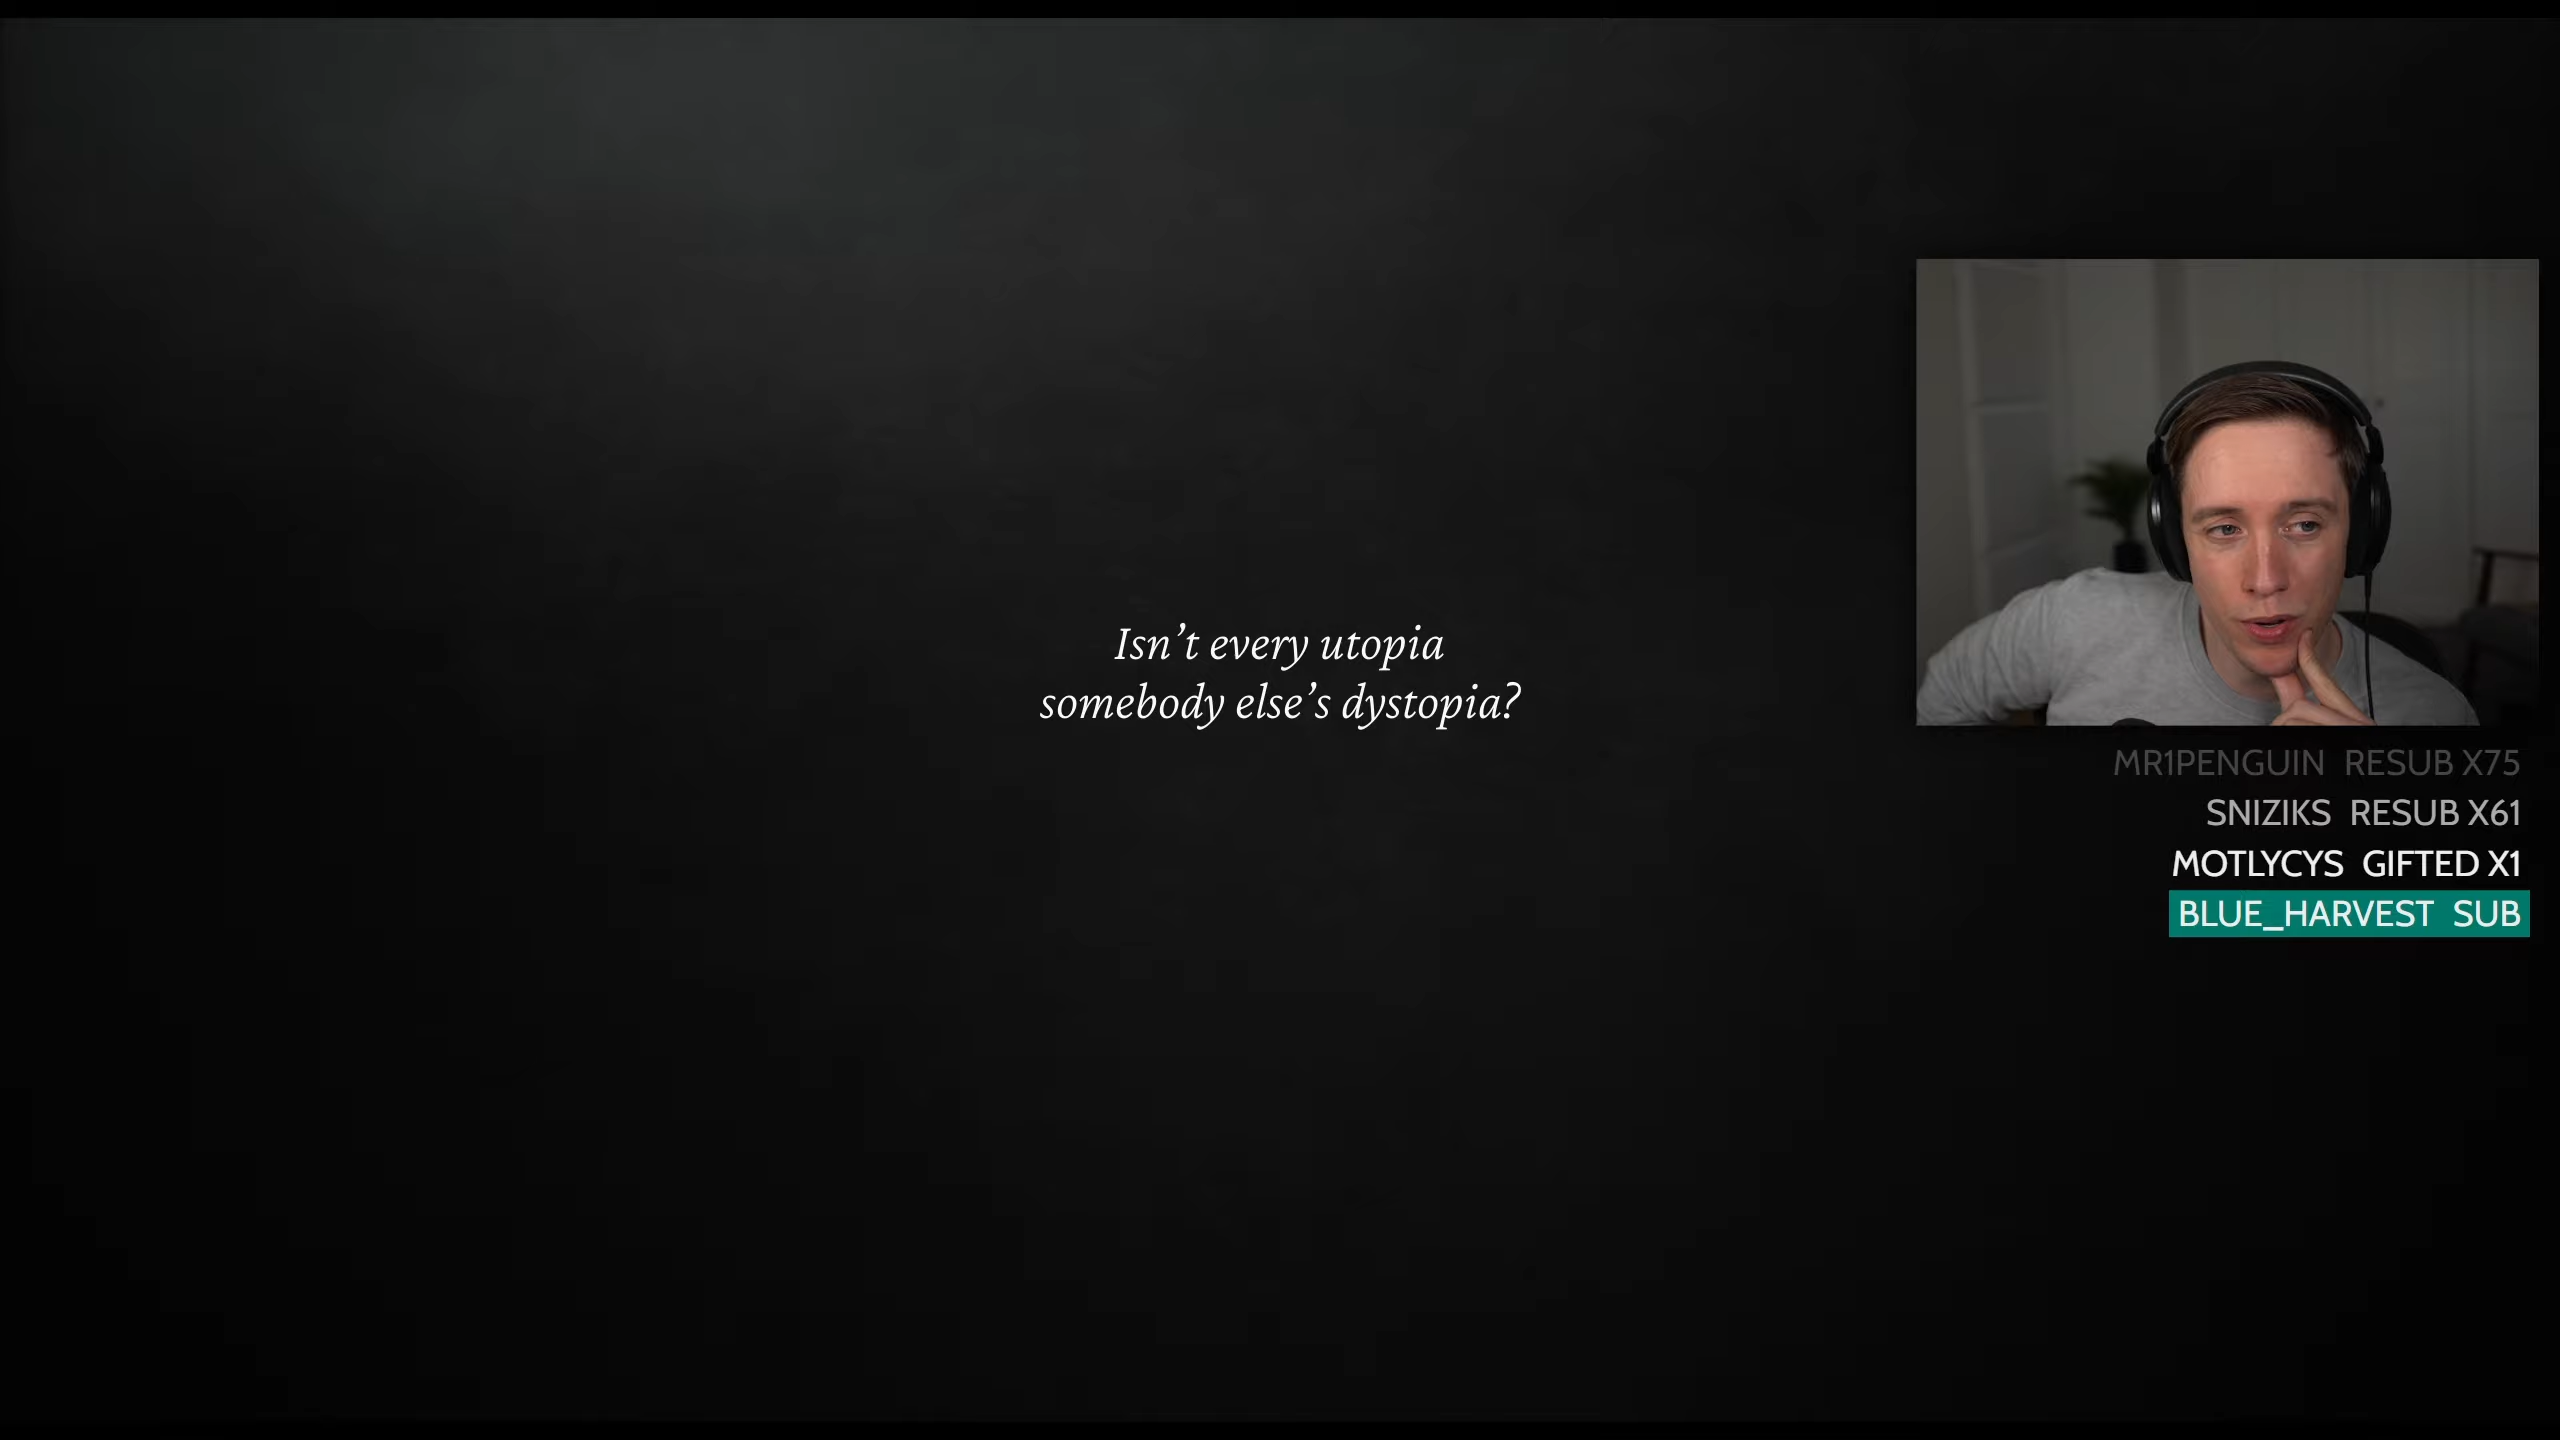 Isn’t every utopia
somebody else’s dystopia?
MR1PENGUIN RESUB X75
SNIZIKS RESUB X61
MOTLYCYS GIFTED X1
BLUE_HARVEST SUB